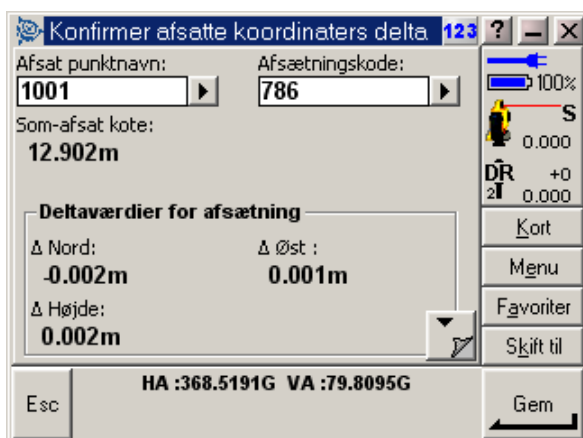 Konfirmer afsatte koordinaters delta 123 ? _ X
Afsat punktnavn: Afsætningskode:
1001 786
Som-afsat kote:
12.902m
Deltaværdier for afsætning
Δ Nord: Δ Øst :
-0.002m 0.001m
Δ Højde:
0.002m
100%
S
0.000
DR +0
2 0.000
Kort
Menu
Favoriter
Skift til
Esc
HA :368.5191G VA :79.8095G
Gem